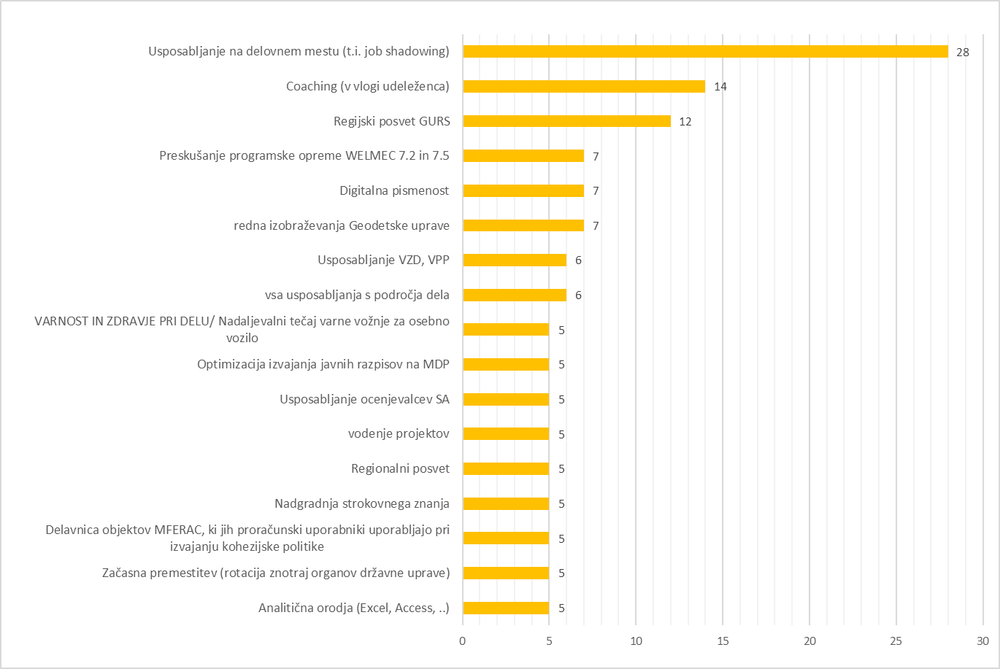 Usposabljanje na delovnem mestu (t.i. job shadowing) 28
Coaching (v vlogi udeleženca) 14
Regijski posvet GURS 12
Preskušanje programske opreme WELMEC 7.2 in 7.5 7
Digitalna pismenost 7
redna izobraževanja Geodetske uprave 7
Usposabljanje VZD, VPP 6
vsa usposabljanja s področja dela 6
VARNOST IN ZDRAVJE PRI DELU/ Nadaljevalni tečaj varne vožnje za osebno
vozilo 5
Optimizacija izvajanja javnih razpisov na MDP 5
Usposabljanje ocenjevalcev SA 5
vodenje projektov 5
Regionalni posvet 5
Nadgradnja strokovnega znanja 5
Delavnica objektov MFERAC, ki jih proračunski uporabniki uporabljajo pri
izvajanju kohezijske politike 5
Začasna premestitev (rotacija znotraj organov državne uprave) 5
Analitična orodja (Excel, Access, ..) 5
0 5 10 15 20 25 30